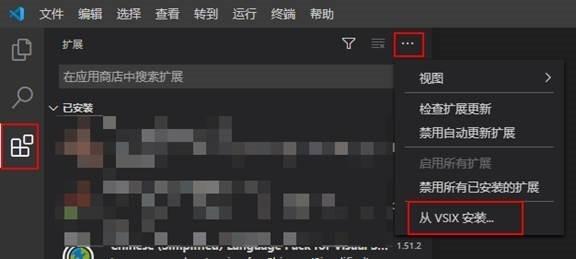 文件 编辑 选择 查看 转到 运行 终端 帮助
扩展
在应用商店中搜索扩展
已安装
Chinese (Simplified) Language Pack for Visual S... 1.51.2
视图
检查扩展更新
禁用自动更新扩展
启用所有扩展
禁用所有已安装的扩展
从 VSIX 安装...